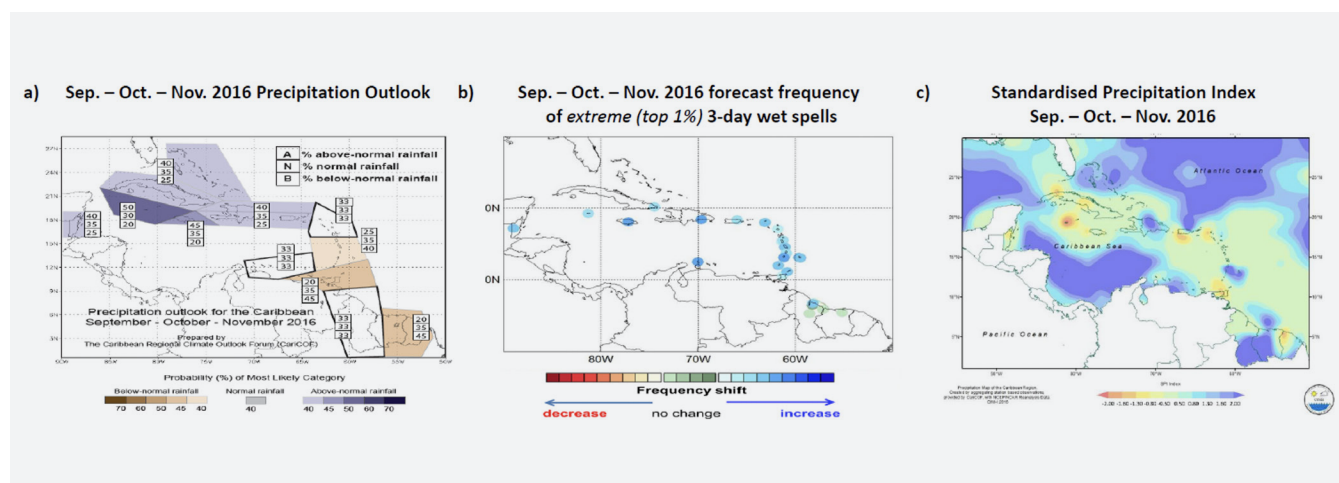 a) Sep. – Oct. – Nov. 2016 Precipitation Outlook
A % above-normal rainfall
N % normal rainfall
B % below-normal rainfall
40
35
25
50
30
20
40
35
25
45
35
20
40
35
25
33
33
33
25
35
40
33
33
33
20
35
45
33
33
33
20
35
45
Precipitation outlook for the Caribbean
September - October - November 2016
Prepared by
The Caribbean Regional Climate Outlook Forum (CariCOF)
Probability (%) of Most Likely Category
Below-normal rainfall Normal rainfall Above-normal rainfall
70 60 50 45 40 40 40 45 50 60 70
b) Sep. – Oct. – Nov. 2016 forecast frequency
of extreme (top 1%) 3-day wet spells
0N
0N
80W 70W 60W
Frequency shift
decrease no change increase
c) Standardised Precipitation Index
Sep. – Oct. – Nov. 2016
Atlantic Ocean
Caribbean Sea
Pacific Ocean
SPI Index